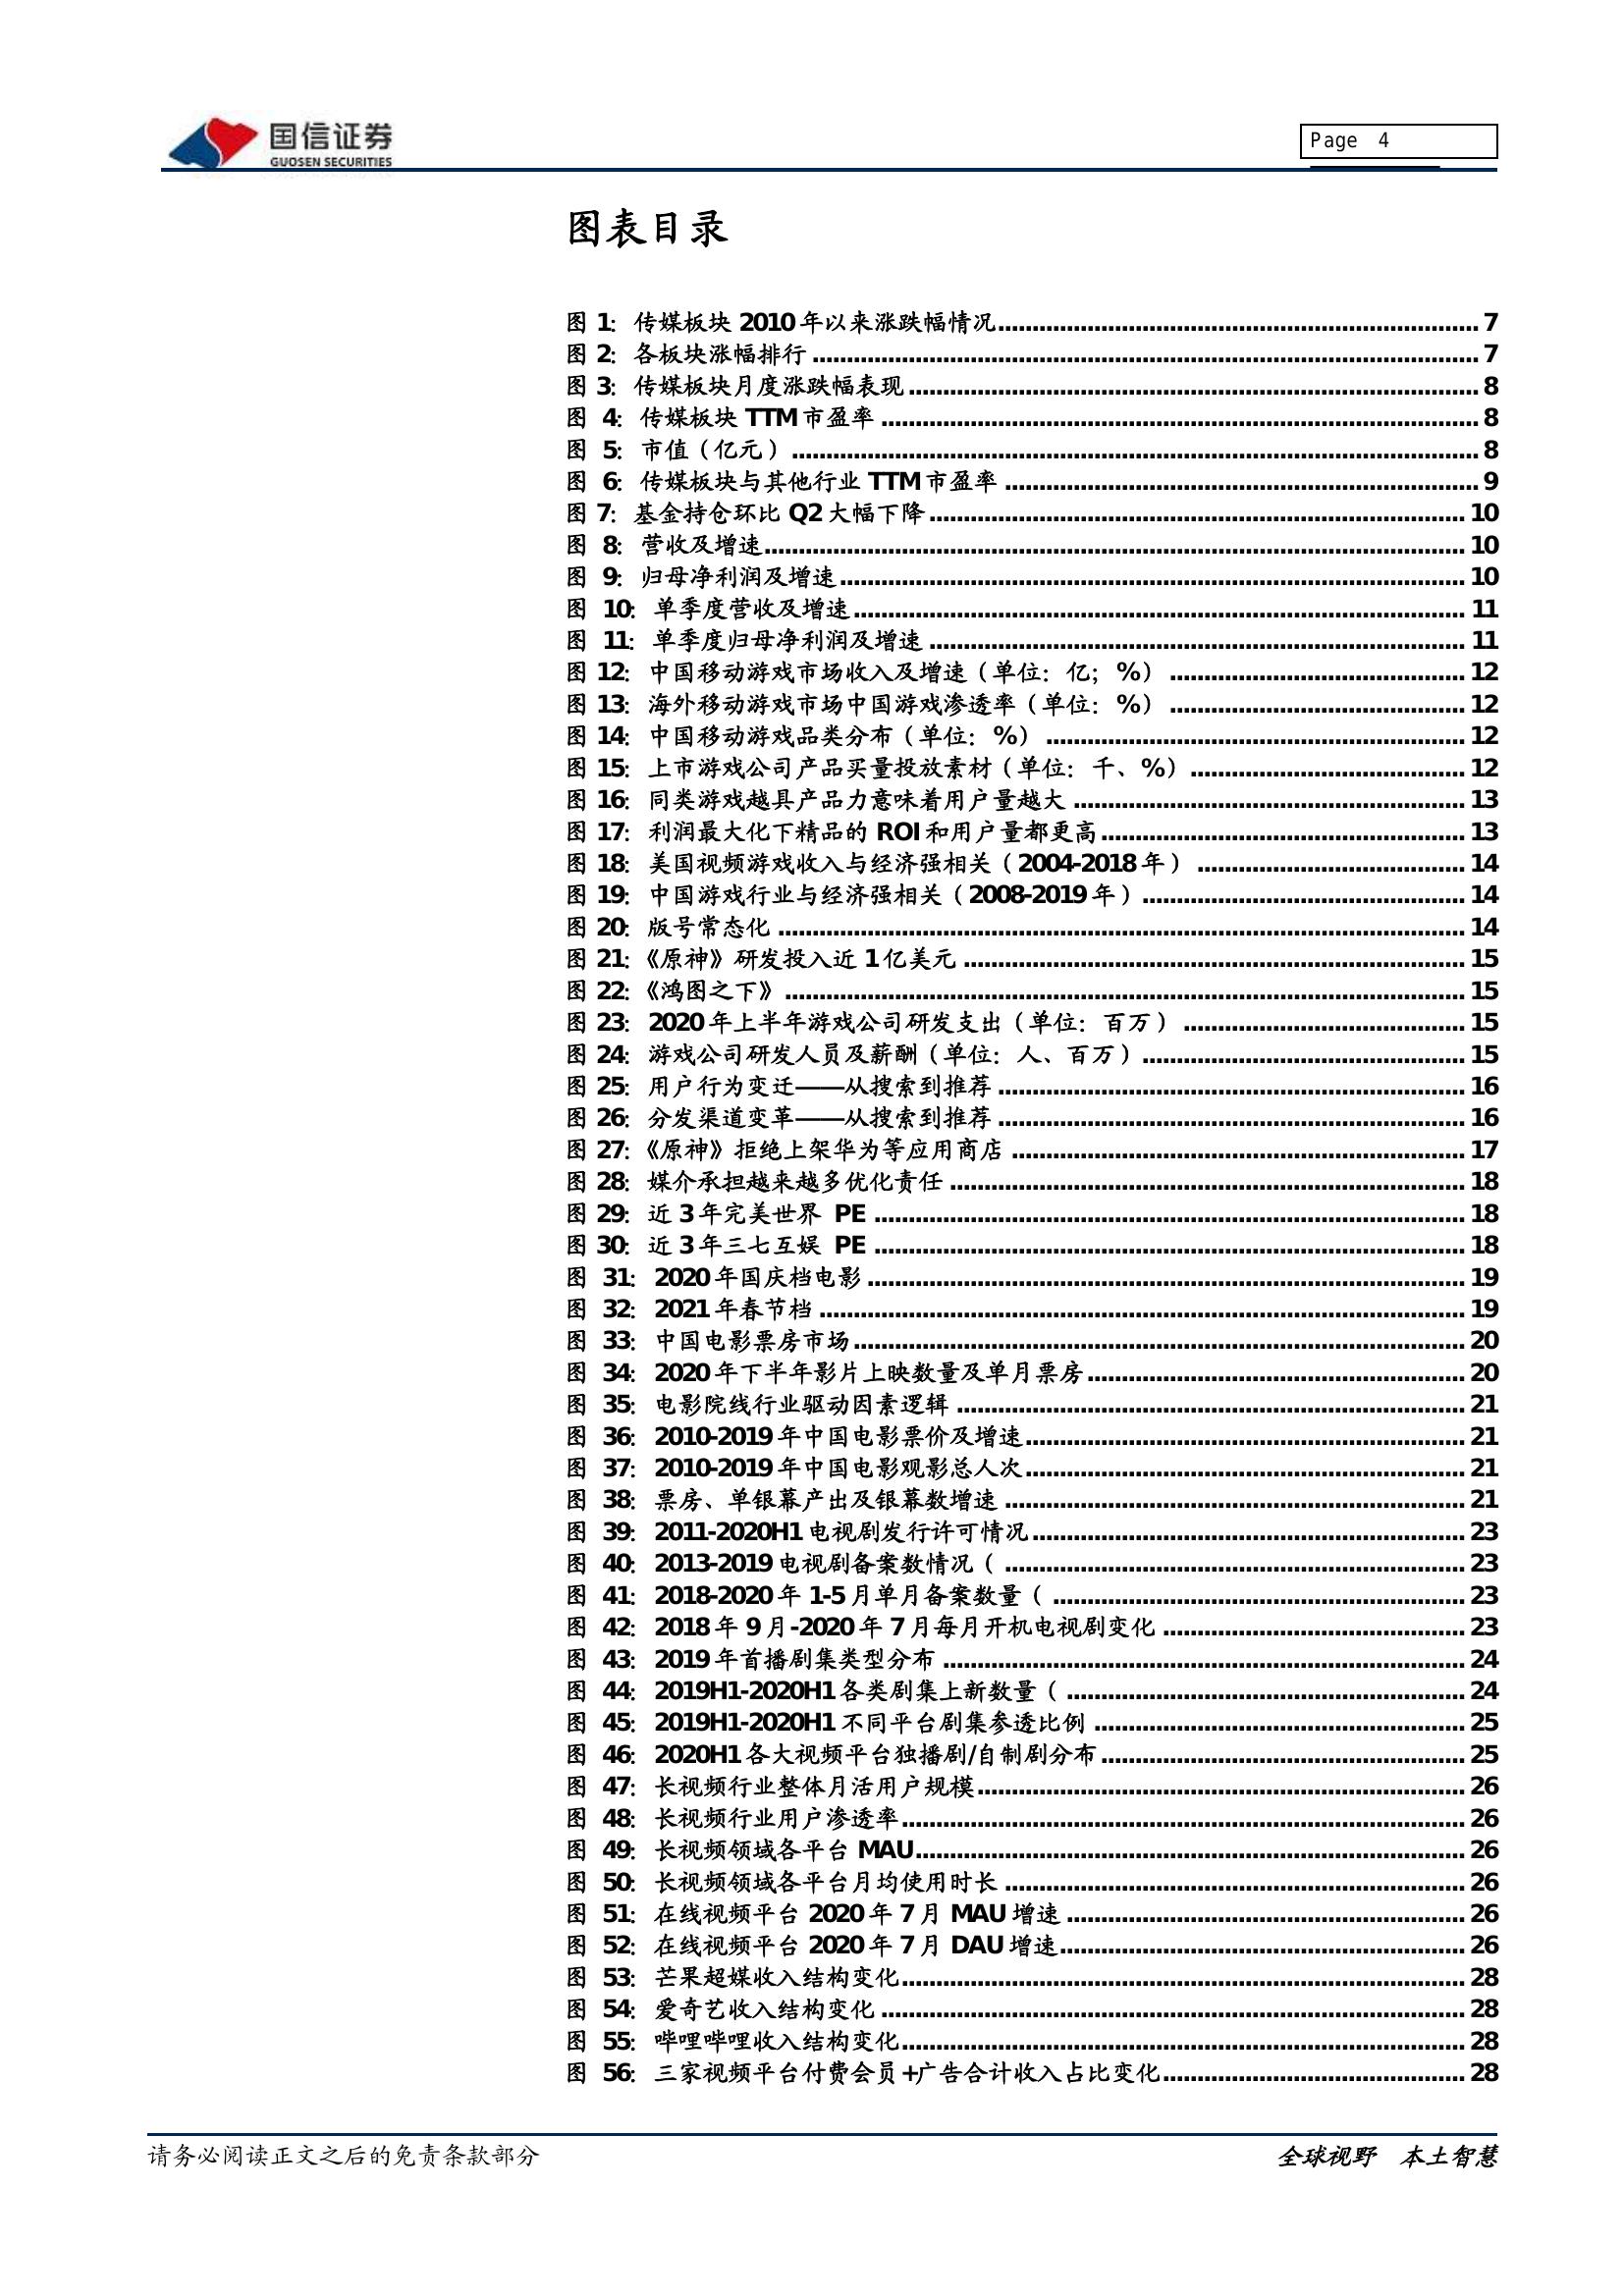 国信证券
GUOSEN SECURITIES
Page 4
图表目录
图 1: 传媒板块 2010 年以来涨跌幅情况 7
图 2: 各板块涨幅排行 7
图 3: 传媒板块月度涨跌幅表现 8
图 4: 传媒板块 TTM 市盈率 8
图 5: 市值（亿元） 8
图 6: 传媒板块与其他行业 TTM 市盈率 9
图 7: 基金持仓环比 Q2 大幅下降 10
图 8: 营收及增速 10
图 9: 归母净利润及增速 10
图 10: 单季度营收及增速 11
图 11: 单季度归母净利润及增速 11
图 12: 中国移动游戏市场收入及增速（单位：亿；%） 12
图 13: 海外移动游戏市场中国游戏渗透率（单位：%） 12
图 14: 中国移动游戏品类分布（单位：%） 12
图 15: 上市游戏公司产品买量投放素材（单位：千、%） 12
图 16: 同类游戏越具产品力意味着用户量越大 13
图 17: 利润最大化下精品的 ROI 和用户量都更高 13
图 18: 美国视频游戏收入与经济强相关（2004-2018 年） 14
图 19: 中国游戏行业与经济强相关（2008-2019 年） 14
图 20: 版号常态化 14
图 21:《原神》研发投入近 1 亿美元 15
图 22:《鸿图之下》 15
图 23: 2020 年上半年游戏公司研发支出（单位：百万） 15
图 24: 游戏公司研发人员及薪酬（单位：人、百万） 15
图 25: 用户行为变迁——从搜索到推荐 16
图 26: 分发渠道变革——从搜索到推荐 16
图 27:《原神》拒绝上架华为等应用商店 17
图 28: 媒介承担越来越多优化责任 18
图 29: 近 3 年完美世界 PE 18
图 30: 近 3 年三七互娱 PE 18
图 31: 2020 年国庆档电影 19
图 32: 2021 年春节档 19
图 33: 中国电影票房市场 20
图 34: 2020 年下半年影片上映数量及单月票房 20
图 35: 电影院线行业驱动因素逻辑 21
图 36: 2010-2019 年中国电影票价及增速 21
图 37: 2010-2019 年中国电影观影总人次 21
图 38: 票房、单银幕产出及银幕数增速 21
图 39: 2011-2020H1 电视剧发行许可情况 23
图 40: 2013-2019 电视剧备案数情况（ 23
图 41: 2018-2020 年 1-5 月单月备案数量（ 23
图 42: 2018 年 9 月-2020 年 7 月每月开机电视剧变化 23
图 43: 2019 年首播剧集类型分布 24
图 44: 2019H1-2020H1 各类剧集上新数量（ 24
图 45: 2019H1-2020H1 不同平台剧集参透比例 25
图 46: 2020H1 各大视频平台独播剧/自制剧分布 25
图 47: 长视频行业整体月活用户规模 26
图 48: 长视频行业用户渗透率 26
图 49: 长视频领域各平台 MAU 26
图 50: 长视频领域各平台月均使用时长 26
图 51: 在线视频平台 2020 年 7 月 MAU 增速 26
图 52: 在线视频平台 2020 年 7 月 DAU 增速 26
图 53: 芒果超媒收入结构变化 28
图 54: 爱奇艺收入结构变化 28
图 55: 哔哩哔哩收入结构变化 28
图 56: 三家视频平台付费会员+广告合计收入占比变化 28
请务必阅读正文之后的免责条款部分
全球视野 本土智慧